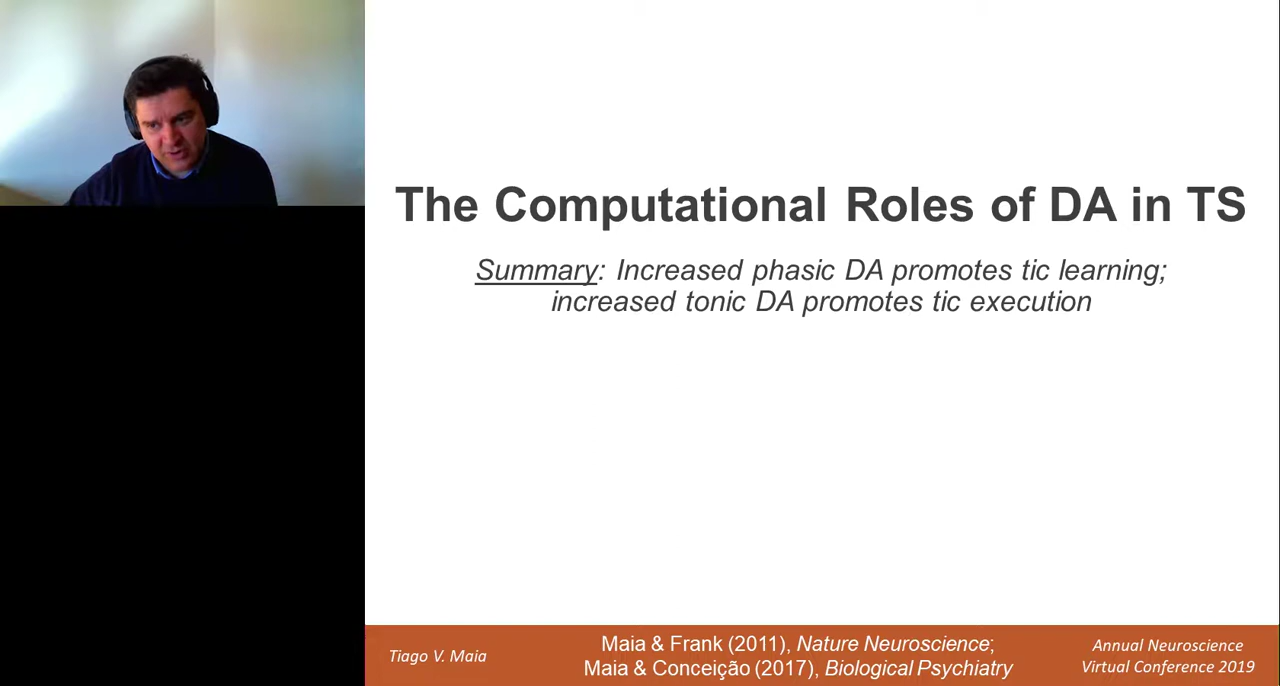 The Computational Roles of DA in TS
Summary: Increased phasic DA promotes tic learning;
increased tonic DA promotes tic execution
Tiago V. Maia
Maia & Frank (2011), Nature Neuroscience;
Maia & Conceição (2017), Biological Psychiatry
Annual Neuroscience
Virtual Conference 2019